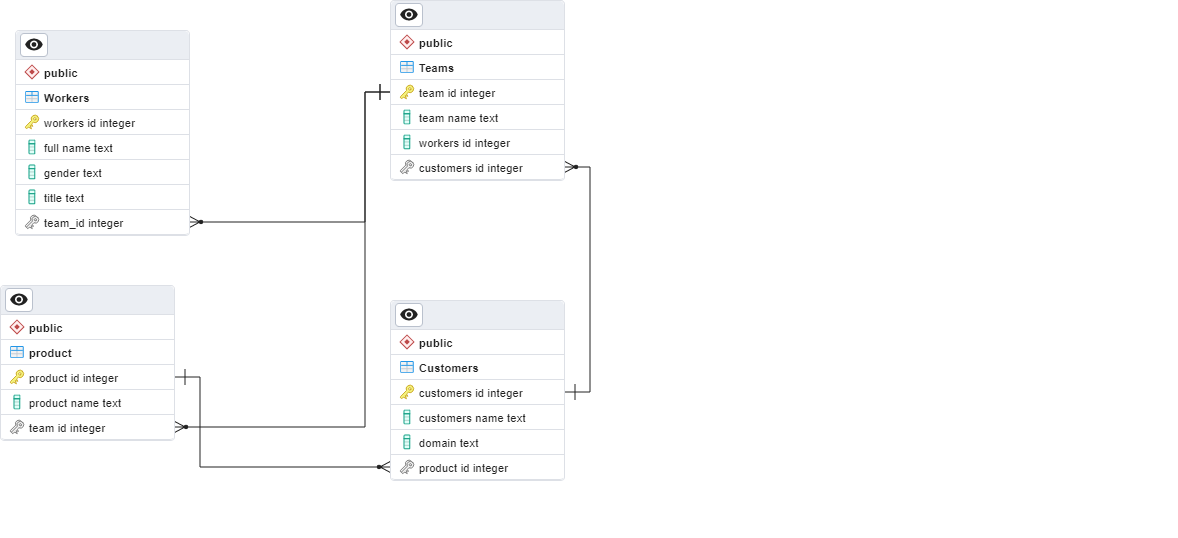 public
Workers
workers id integer
full name text
gender text
title text
team_id integer
public
Teams
team id integer
team name text
workers id integer
customers id integer
public
product
product id integer
product name text
team id integer
public
Customers
customers id integer
customers name text
domain text
product id integer